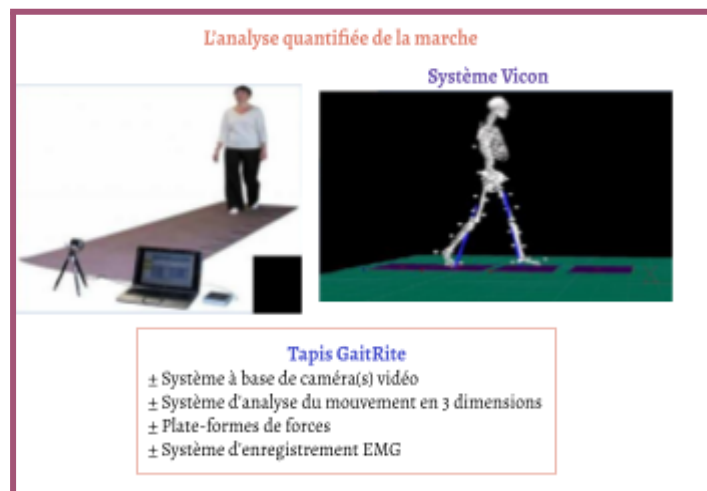 L'analyse quantifiée de la marche
Système Vicon
Tapis GaitRite
± Système à base de caméra(s) vidéo
± Système d'analyse du mouvement en 3 dimensions
± Plate-formes de forces
± Système d'enregistrement EMG